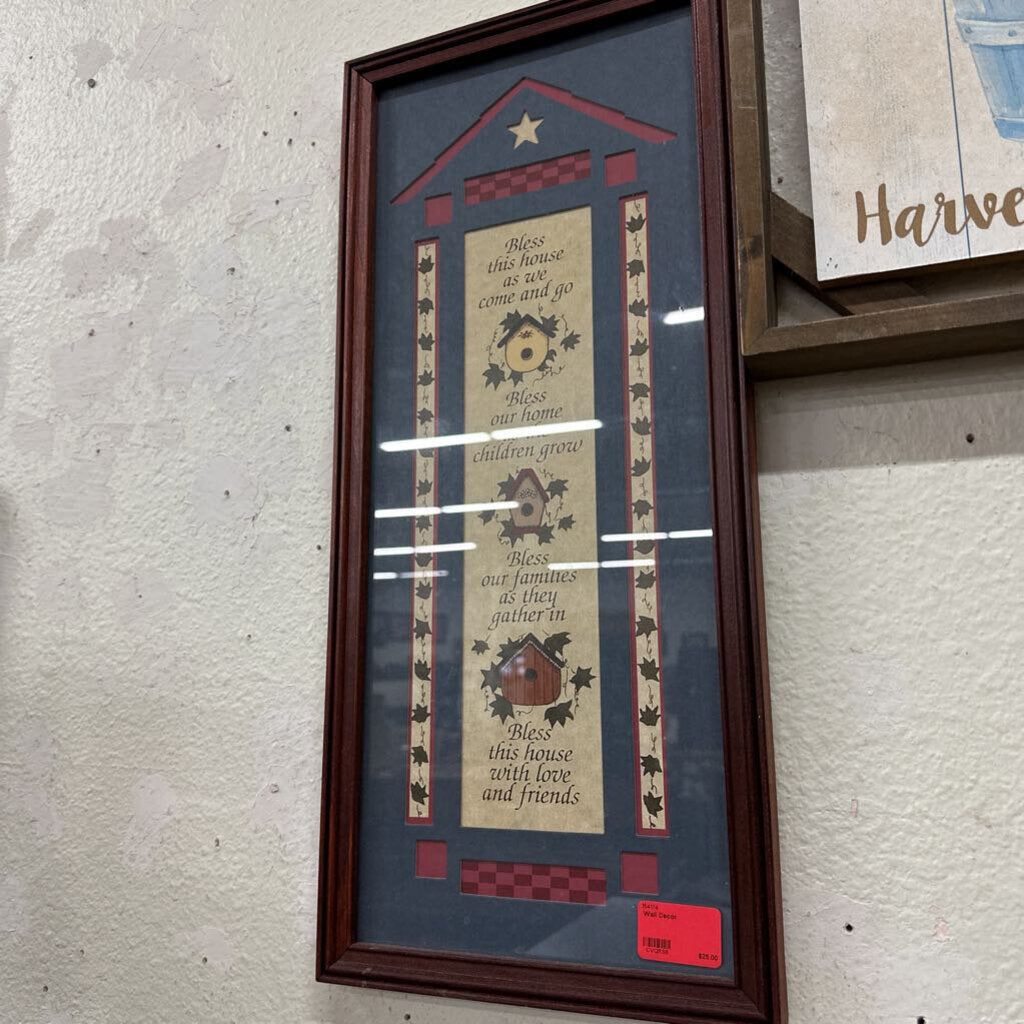 Bless
this house
as we
come and go
Bless
our home
children grow
Bless
our families
as they
gather in
Bless
this house
with love
and friends
Wall Decor
$25.00
Harve